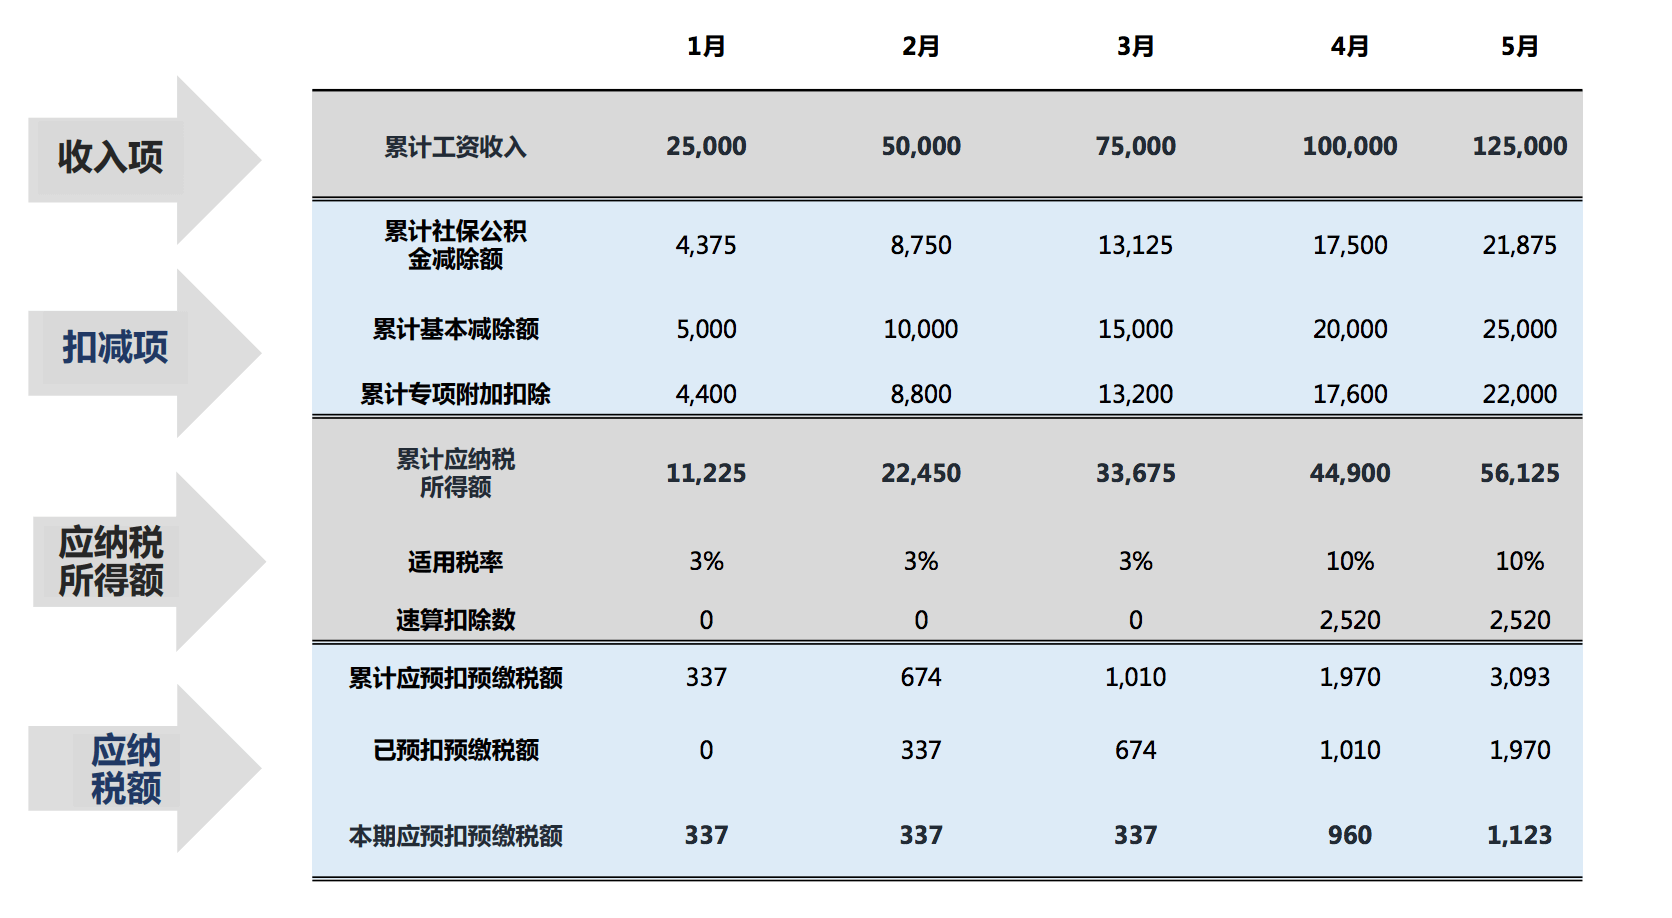 1月 2月 3月 4月 5月
收入项
累计工资收入 25,000 50,000 75,000 100,000 125,000
扣减项
累计社保公积
金减除额 4,375 8,750 13,125 17,500 21,875
累计基本减除额 5,000 10,000 15,000 20,000 25,000
累计专项附加扣除 4,400 8,800 13,200 17,600 22,000
应纳税
所得额
累计应纳税
所得额 11,225 22,450 33,675 44,900 56,125
适用税率 3% 3% 3% 10% 10%
速算扣除数 0 0 0 2,520 2,520
应纳
税额
累计应预扣预缴税额 337 674 1,010 1,970 3,093
已预扣预缴税额 0 337 674 1,010 1,970
本期应预扣预缴税额 337 337 337 960 1,123